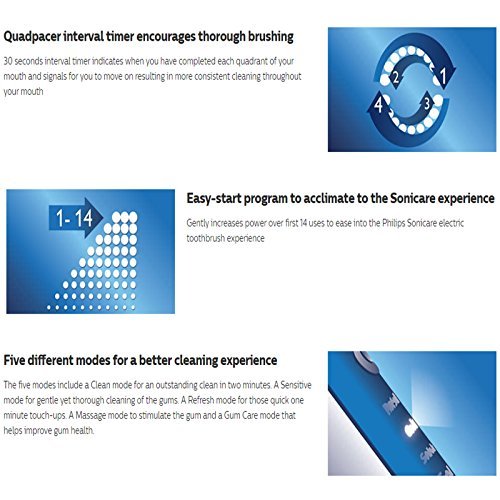 Quadpacer interval timer encourages thorough brushing
30 seconds interval timer indicates when you have completed each quadrant of your
mouth and signals for you to move on resulting in more consistent cleaning throughout
your mouth
2
1
4
3
Easy-start program to acclimate to the Sonicare experience
1- 14
Gently increases power over first 14 uses to ease into the Philips Sonicare electric
toothbrush experience
Five different modes for a better cleaning experience
The five modes include a Clean mode for an outstanding clean in two minutes. A Sensitive
mode for gentle yet thorough cleaning of the gums. A Refresh mode for those quick one
minute touch-ups. A Massage mode to stimulate the gum and a Gum Care mode that
helps improve gum health.